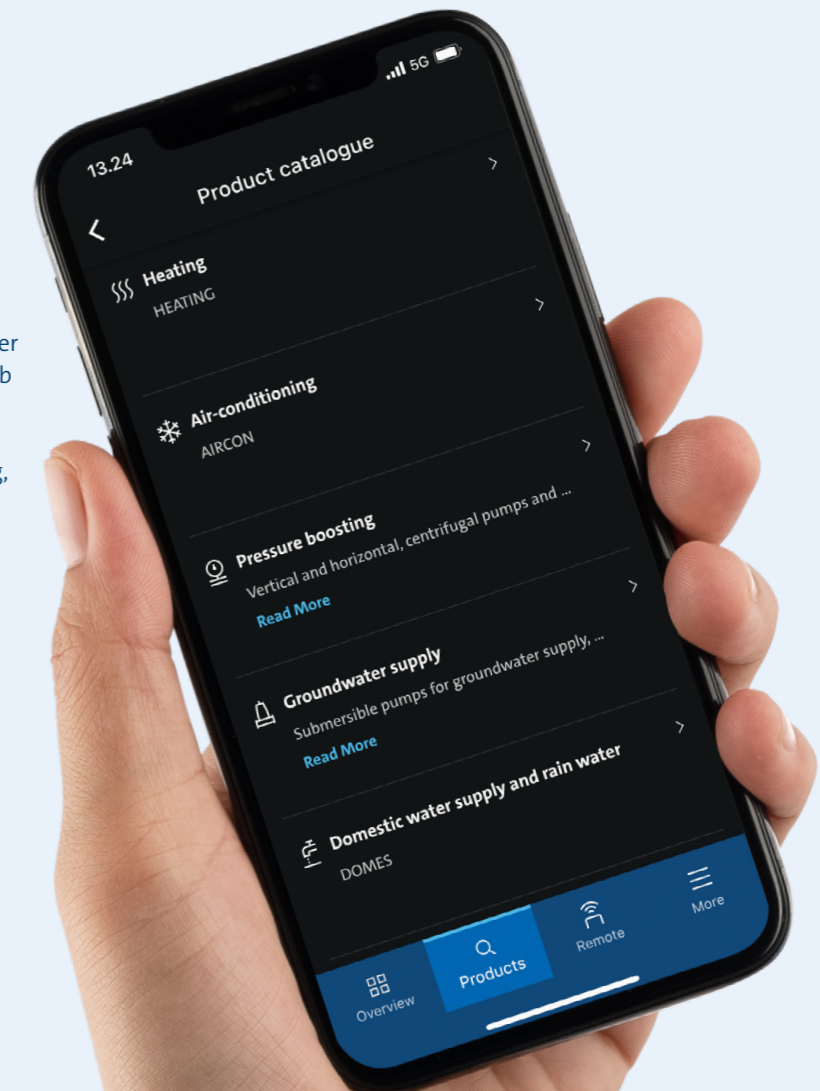 er
b
g,
13.24
5G
Product catalogue
Heating
HEATING
Air-conditioning
AIRCON
Pressure boosting
Vertical and horizontal, centrifugal pumps and ...
Read More
Groundwater supply
Submersible pumps for groundwater supply, ...
Read More
Domestic water supply and rain water
DOMES
Overview
Products
Remote
More